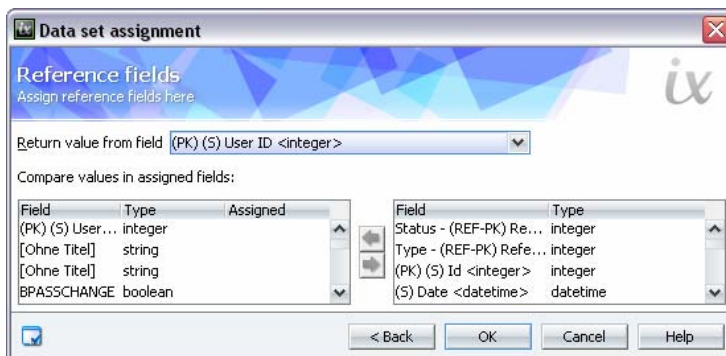 ix Data set assignment
Reference fields
Assign reference fields here
ix
Return value from field (PK) (S) User ID <integer>
Compare values in assigned fields:
Field Type Assigned Field Type
(PK) (S) User... integer Status - (REF-PK) Re... integer
[Ohne Titel] string Type - (REF-PK) Refe... integer
[Ohne Titel] string (PK) (S) Id <integer> integer
BPASSCHANGE boolean (S) Date <datetime> datetime
< Back OK Cancel Help